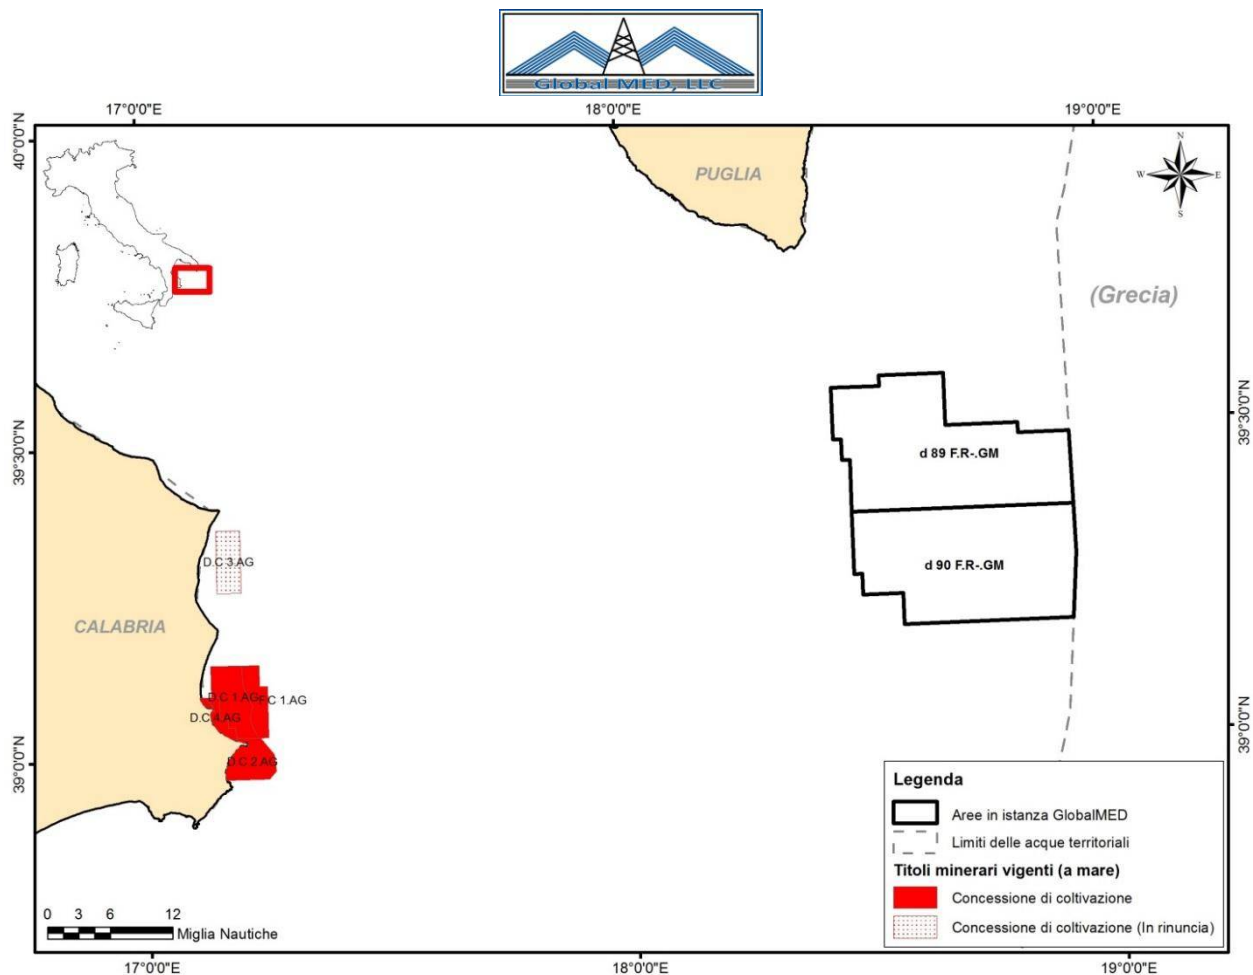 Global MED, LLC
17°0'0"E
18°0'0"E
19°0'0"E
40°0'0"N
39°30'0"N
39°0'0"N
39°30'0"N
39°0'0"N
N
W
E
S
PUGLIA
(Grecia)
d 89 F.R-.GM
d 90 F.R-.GM
D.C 3.AG
CALABRIA
D.C 1.AG
F.C 1.AG
D.C 4.AG
D.C 2.AG
Legenda
Aree in istanza GlobalMED
Limiti delle acque territoriali
Titoli minerari vigenti (a mare)
Concessione di coltivazione
Concessione di coltivazione (In rinuncia)
0 3 6 12
Miglia Nautiche
17°0'0"E
18°0'0"E
19°0'0"E